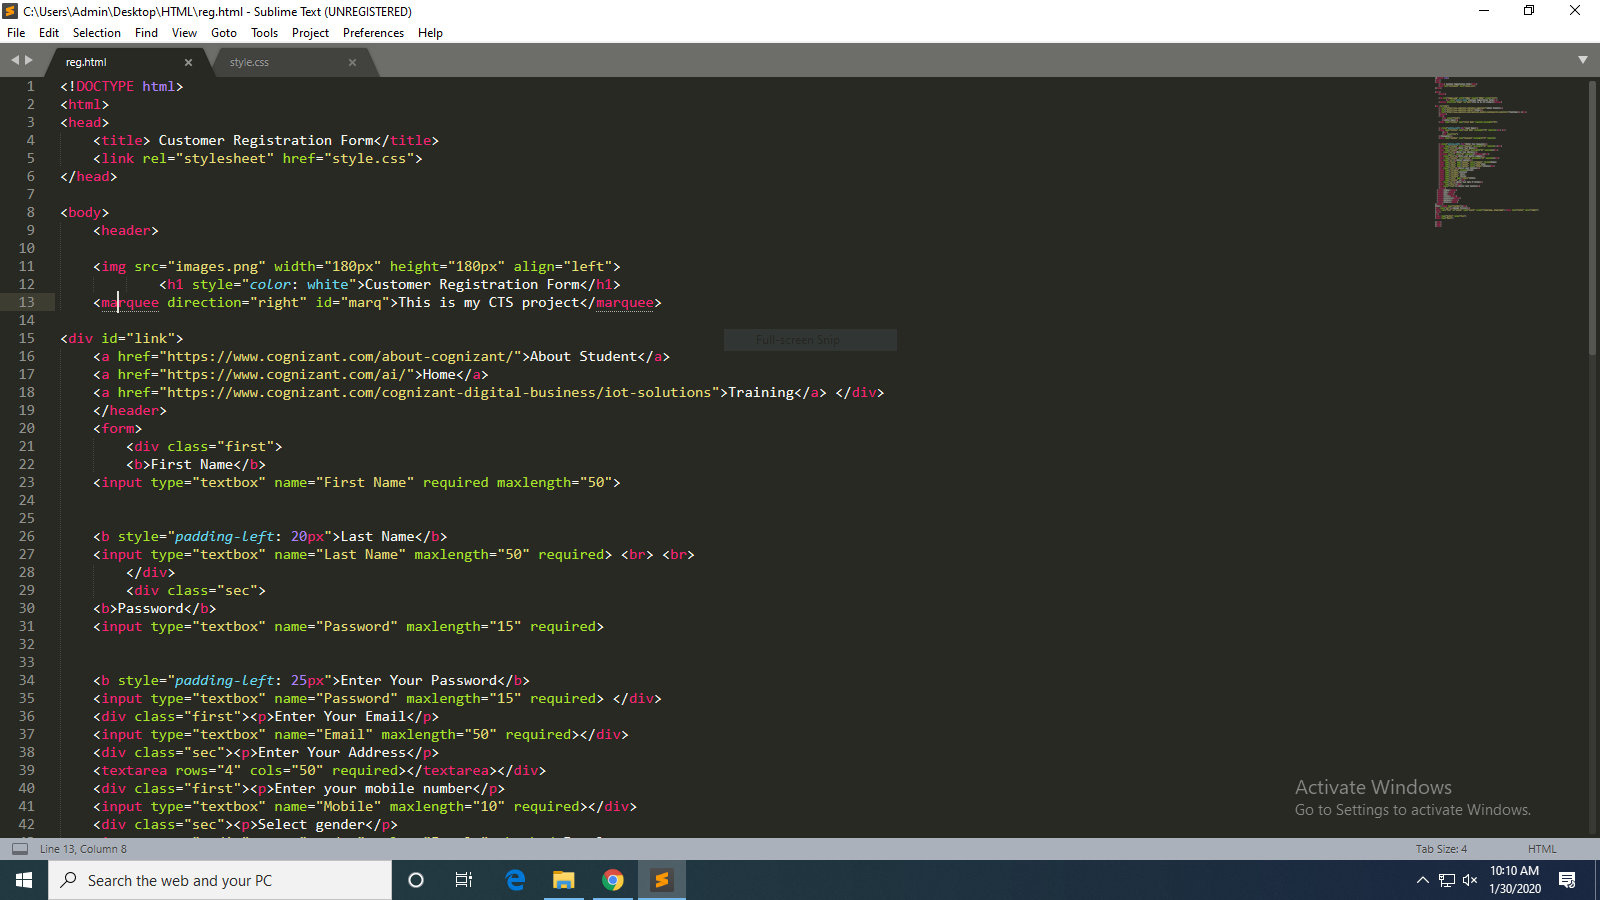 C:\Users\Admin\Desktop\HTML\reg.html - Sublime Text (UNREGISTERED)
File Edit Selection Find View Goto Tools Project Preferences Help
reg.html style.css
1 <!DOCTYPE html>
2 <html>
3 <head>
4 <title> Customer Registration Form</title>
5 <link rel="stylesheet" href="style.css">
6 </head>
7
8 <body>
9 <header>
10
11 <img src="images.png" width="180px" height="180px" align="left">
12 <h1 style="color: white">Customer Registration Form</h1>
13 <marquee direction="right" id="marq">This is my CTS project</marquee>
14
15 <div id="link">
Full-screen Snip
16 <a href="https://www.cognizant.com/about-cognizant/">About Student</a>
17 <a href="https://www.cognizant.com/ai/">Home</a>
18 <a href="https://www.cognizant.com/cognizant-digital-business/iot-solutions">Training</a> </div>
19 </header>
20 <form>
21 <div class="first">
22 <b>First Name</b>
23 <input type="textbox" name="First Name" required maxlength="50">
24
25
26 <b style="padding-left: 20px">Last Name</b>
27 <input type="textbox" name="Last Name" maxlength="50" required> <br> <br>
28 </div>
29 <div class="sec">
30 <b>Password</b>
31 <input type="textbox" name="Password" maxlength="15" required>
32
33
34 <b style="padding-left: 25px">Enter Your Password</b>
35 <input type="textbox" name="Password" maxlength="15" required> </div>
36 <div class="first"><p>Enter Your Email</p>
37 <input type="textbox" name="Email" maxlength="50" required></div>
38 <div class="sec"><p>Enter Your Address</p>
39 <textarea rows="4" cols="50" required></textarea></div>
40 <div class="first"><p>Enter your mobile number</p>
41 <input type="textbox" name="Mobile" maxlength="10" required></div>
42 <div class="sec"><p>Select gender</p>
Activate Windows
Go to Settings to activate Windows.
Line 13, Column 8 Tab Size: 4 HTML
Search the web and your PC
10:10 AM
1/30/2020